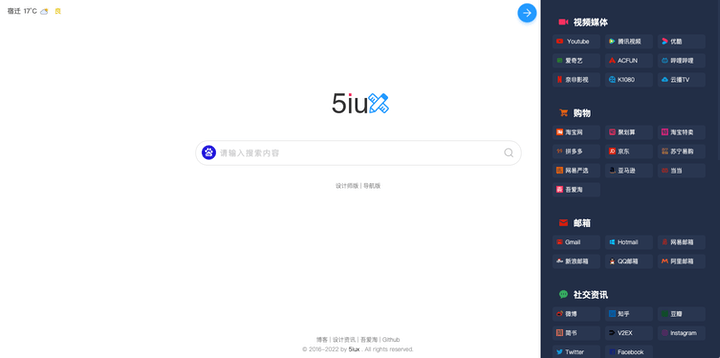 宿迁 17°C
5iux
请输入搜索内容
设计师版 | 导航版
博客 | 设计资讯 | 吾爱淘 | Github
© 2016-2022 by 5iux . All rights reserved.
视频媒体
Youtube 腾讯视频 优酷
爱奇艺 ACFUN 哔哩哔哩
奈菲影视 K1080 云播TV
购物
淘宝网 聚划算 淘宝特卖
拼多多 京东 苏宁易购
网易严选 亚马逊 当当
吾爱淘
邮箱
Gmail Hotmail 网易邮箱
新浪邮箱 QQ邮箱 阿里邮箱
社交资讯
微博 知乎 豆瓣
简书 V2EX Instagram
Twitter Facebook